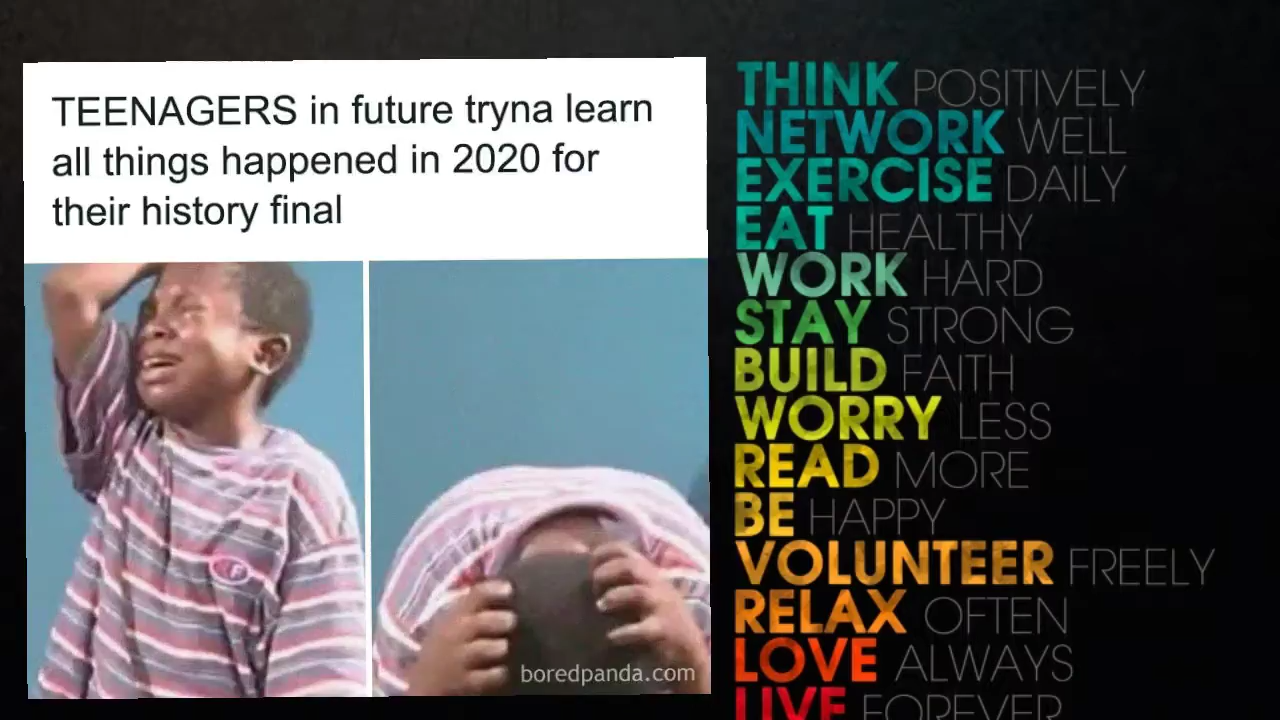 TEENAGERS in future tryna learn
all things happened in 2020 for
their history final
boredpanda.com
THINK POSITIVELY
NETWORK WELL
EXERCISE DAILY
EAT HEALTHY
WORK HARD
STAY STRONG
BUILD FAITH
WORRY LESS
READ MORE
BE HAPPY
VOLUNTEER FREELY
RELAX OFTEN
LOVE ALWAYS
LIVE FOREVER